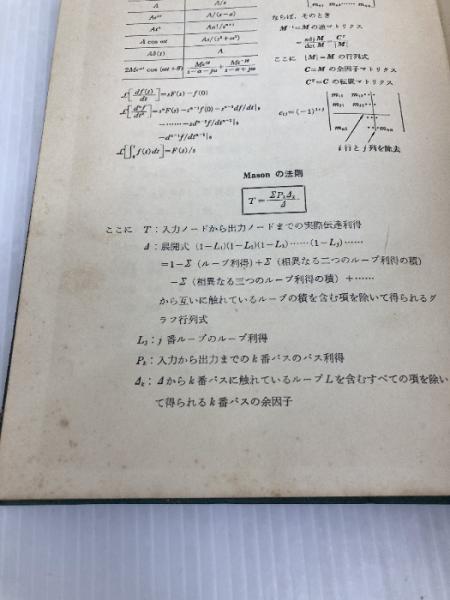 A A/s
Ae^{at} A/(s-a)
At^n An!/s^{n+1}
A cos ωt As/(s²+ω²)
Aδ(t) A
ℒ[df(t)/dt]=sF(s)-f(0)
ℒ[∫f(t)dt]=F(s)/s
ならば，そのとき
M⁻¹=Mの逆マトリクス
ここに |M|=M の行列式
C=M の余因子マトリクス
Cᵀ=C の転置マトリクス
i行とj列を除去
Mason の法則
T=ΣP_kΔ_k/Δ
ここに T：入力ノードから出力ノードまでの実際伝達利得
Δ：展開式 (1-L₁)(1-L₂)(1-L₃)……(1-L_j)……
=1-Σ (ループ利得)+Σ (相異なる二つのループ利得の積)
-Σ (相異なる三つのループ利得の積) +……
から互いに触れているループの積を含む項を除いて得られるグ
ラフ行列式
L_j：j 番ループのループ利得
P_k：入力から出力までのk番パスのパス利得
Δ_k：Δからk番パスに触れているループLを含むすべての項を除い
て得られるk番パスの余因子